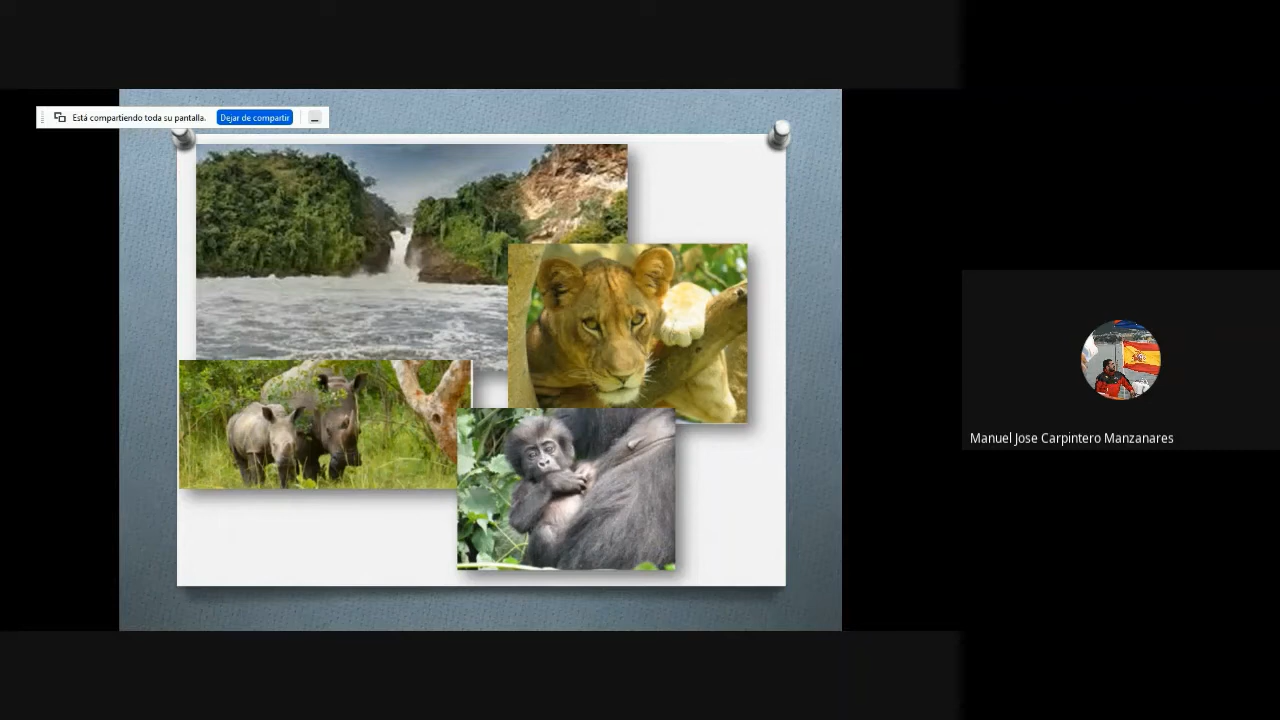 Está compartiendo toda su pantalla. Dejar de compartir
Manuel Jose Carpintero Manzanares